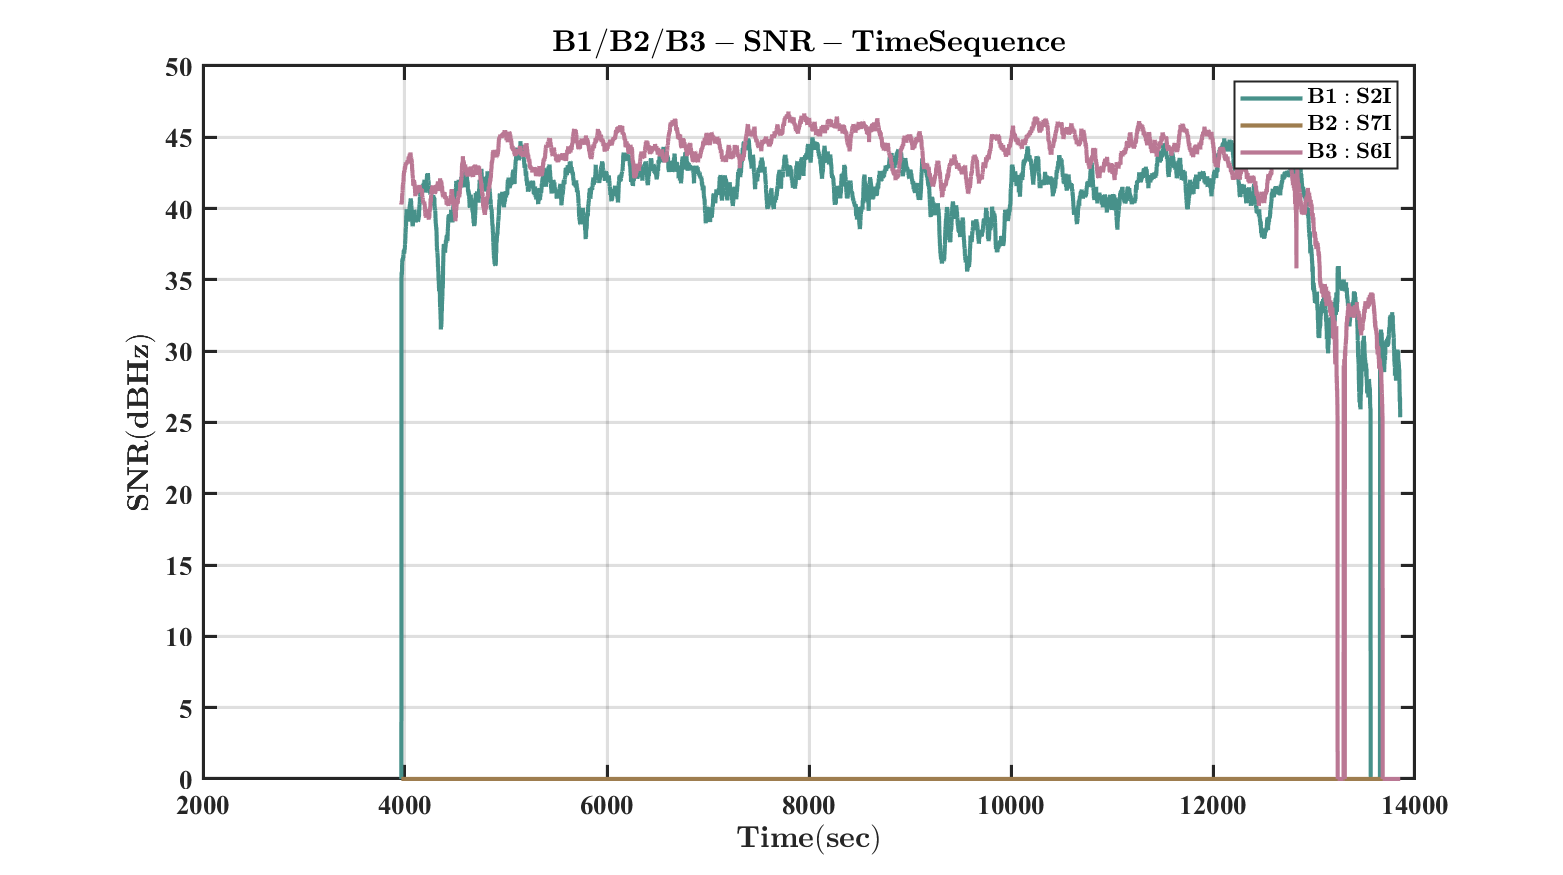 B1/B2/B3 – SNR – TimeSequence
50
45
40
35
30
25
20
15
10
5
0
SNR(dBHz)
2000 4000 6000 8000 10000 12000 14000
Time(sec)
B1 : S2I
B2 : S7I
B3 : S6I